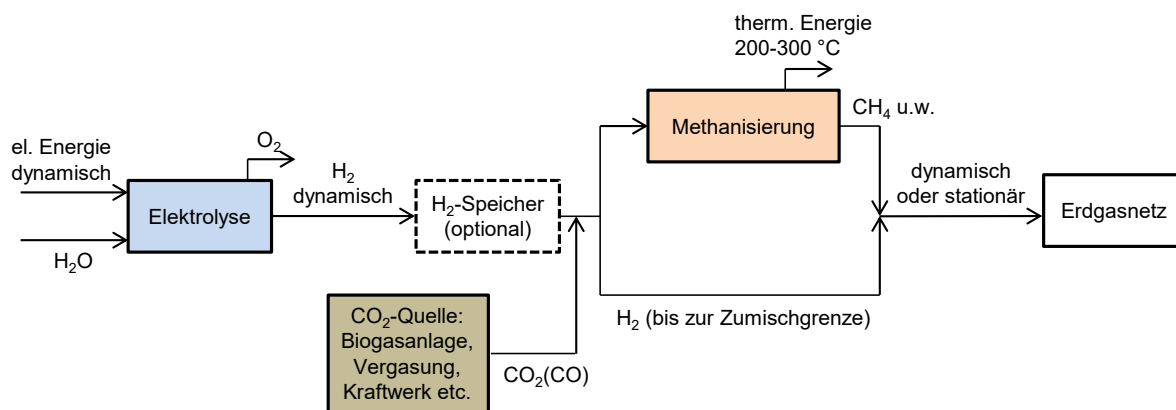 therm. Energie
200-300 °C
Methanisierung
CH₄ u.w.
el. Energie
dynamisch
O₂
Elektrolyse
H₂O
H₂
dynamisch
H₂-Speicher
(optional)
dynamisch
oder stationär
Erdgasnetz
CO₂-Quelle:
Biogasanlage,
Vergasung,
Kraftwerk etc.
CO₂(CO)
H₂ (bis zur Zumischgrenze)